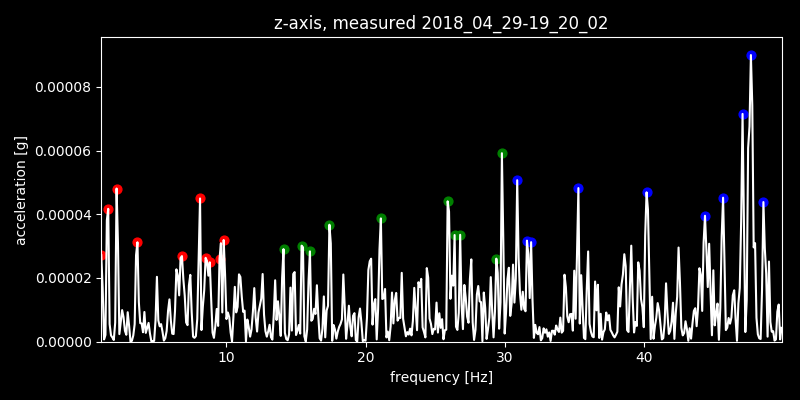 z-axis, measured 2018_04_29-19_20_02
acceleration [g]
0.00008
0.00006
0.00004
0.00002
0.00000
10 20 30 40
frequency [Hz]